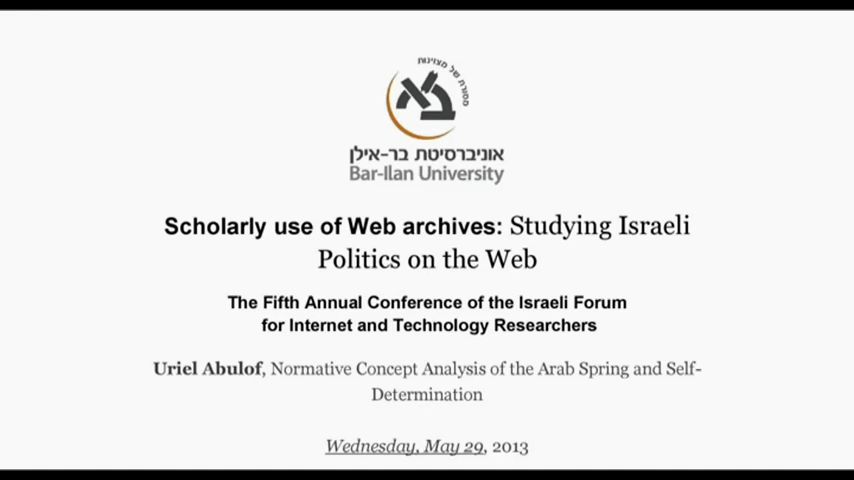 מסורת של מצוינות
בא
אוניברסיטת בר-אילן
Bar-Ilan University
Scholarly use of Web archives: Studying Israeli
Politics on the Web
The Fifth Annual Conference of the Israeli Forum
for Internet and Technology Researchers
Uriel Abulof, Normative Concept Analysis of the Arab Spring and Self-
Determination
Wednesday, May 29, 2013